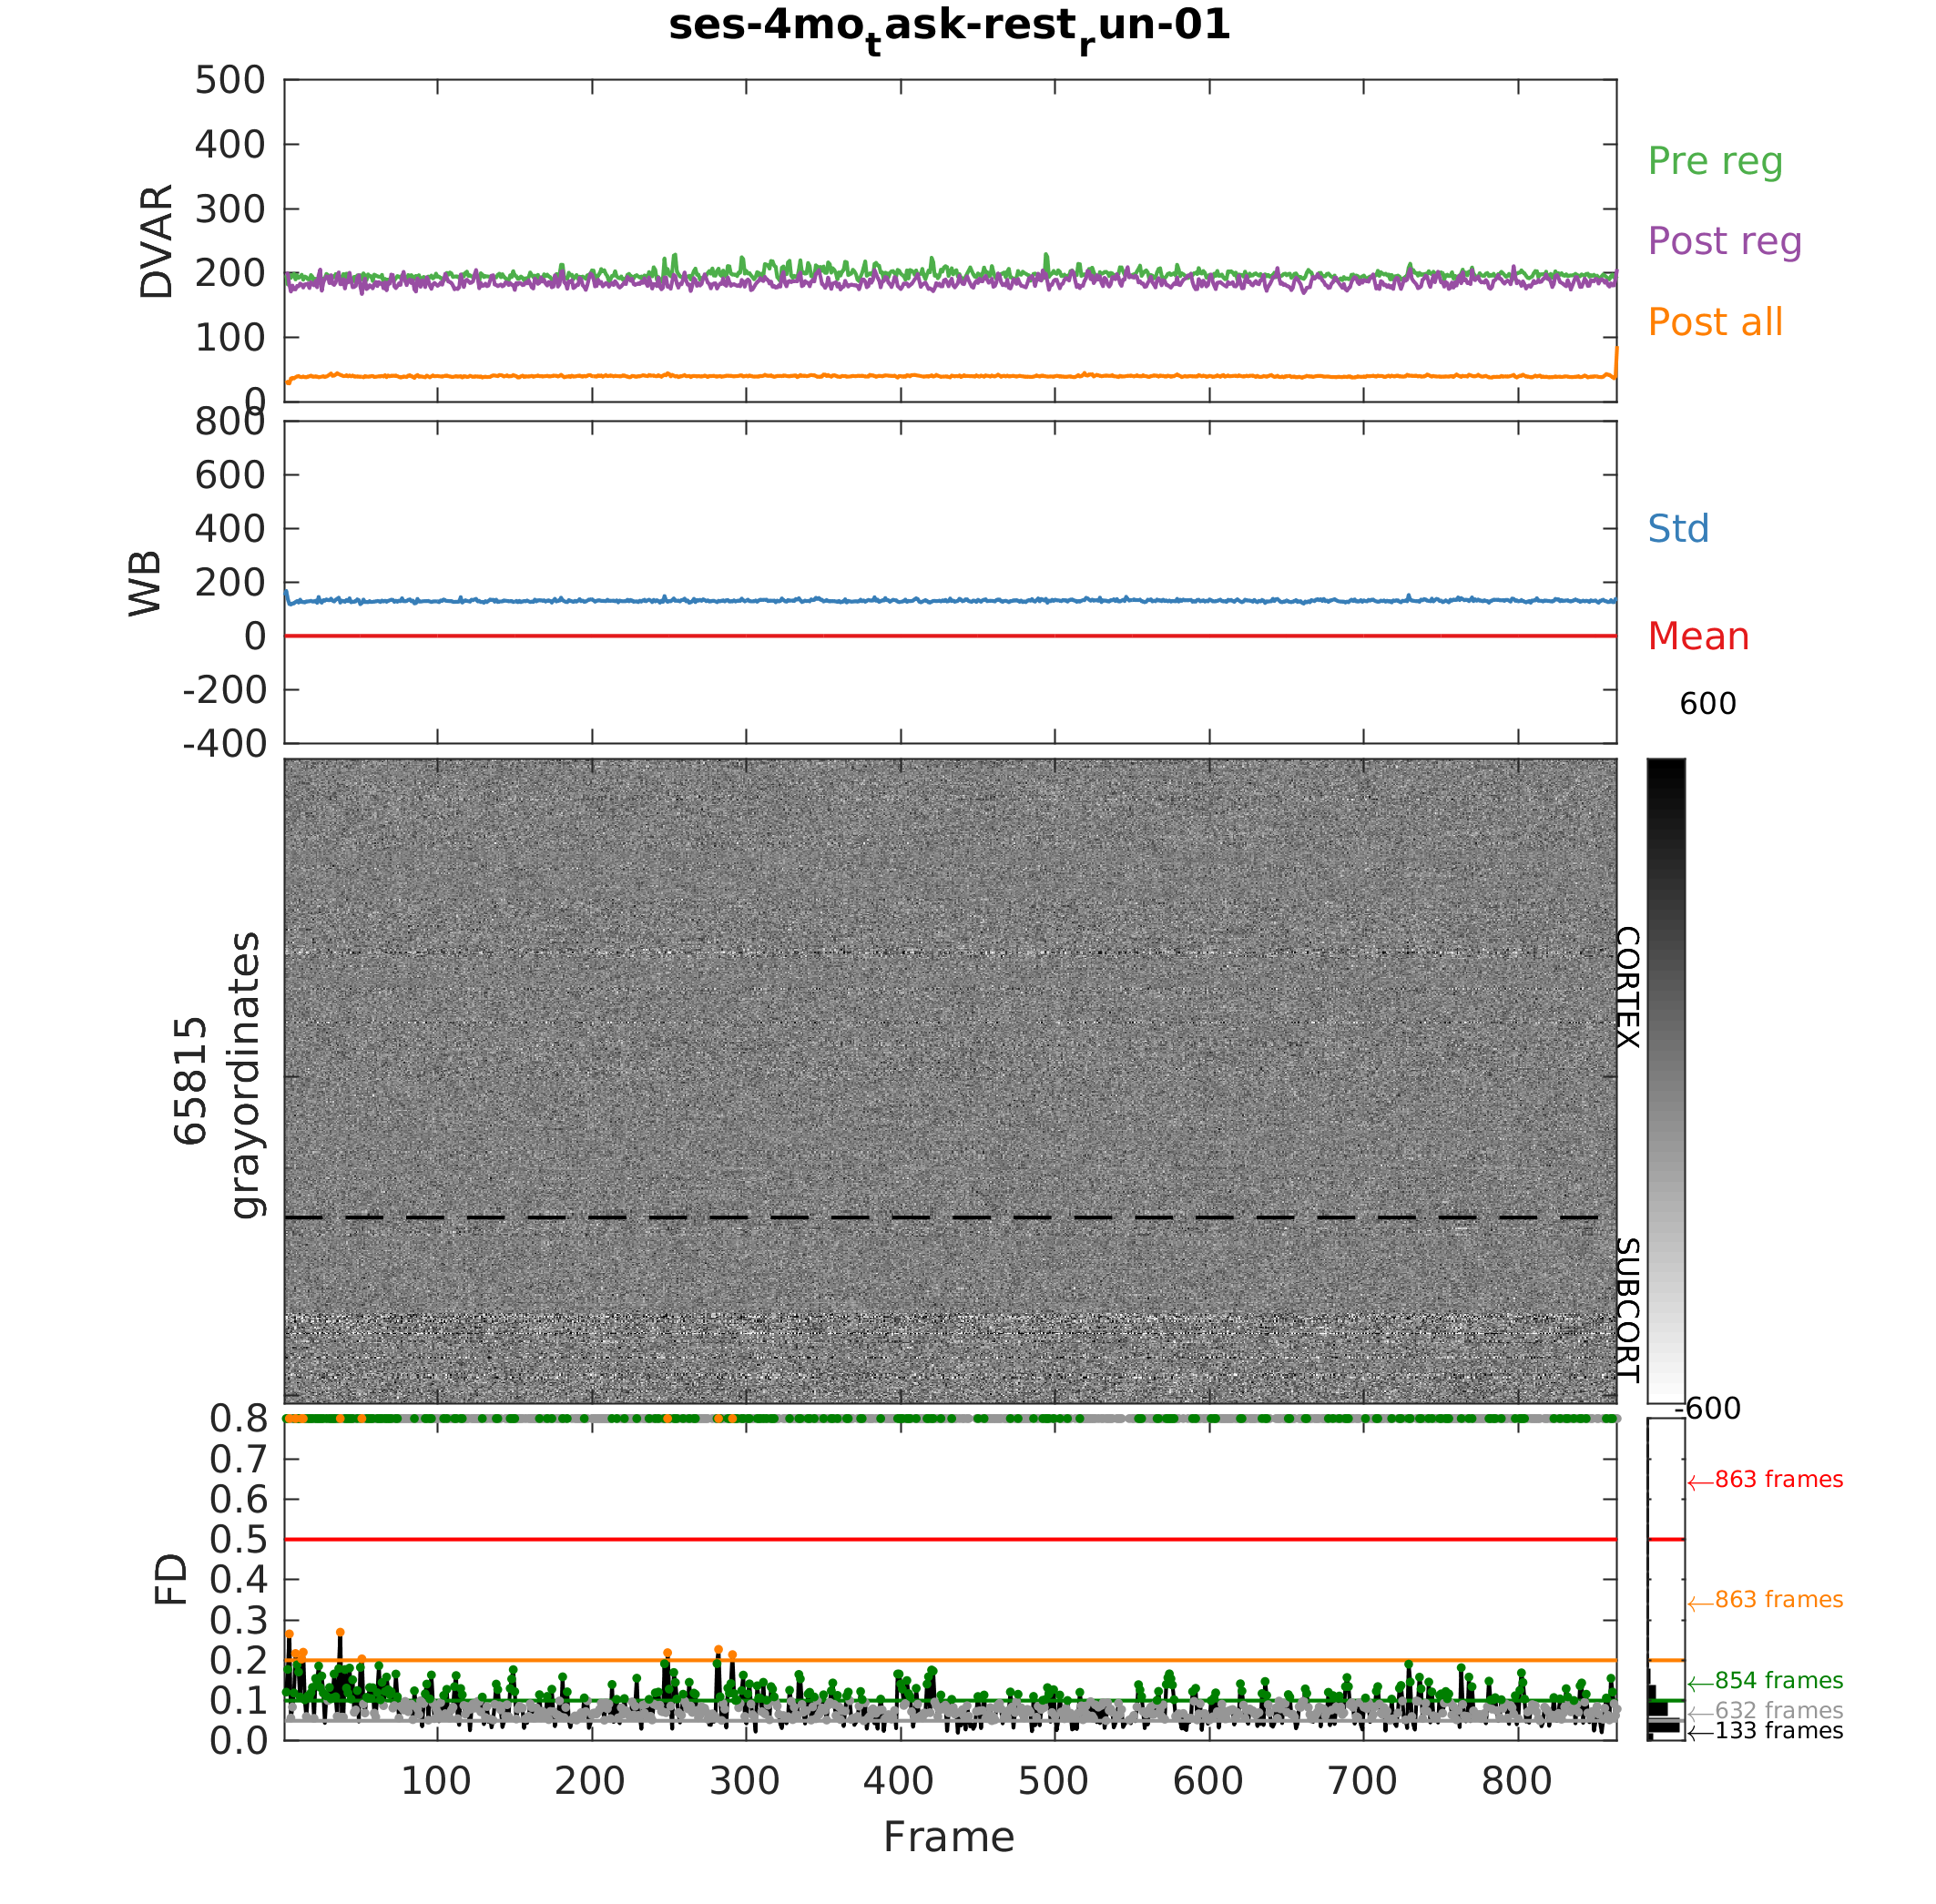 ses-4mo_task-rest_run-01
500
400
300
200
100
0
DVAR
Pre reg
Post reg
Post all
800
600
400
200
0
-200
-400
WB
Std
Mean
600
65815
grayordinates
CORTEX
SUBCORT
-600
0.8
0.7
0.6
0.5
0.4
0.3
0.2
0.1
0.0
FD
←863 frames
←863 frames
←854 frames
←632 frames
←133 frames
100 200 300 400 500 600 700 800
Frame